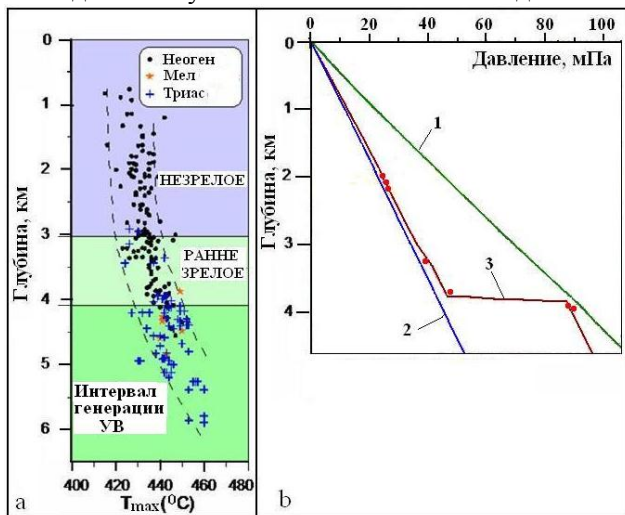 0
1
2
3
4
5
6
Глубина, км
Неоген
Мел
Триас
НЕЗРЕЛОЕ
РАННЕ
ЗРЕЛОЕ
Интервал
генерации
УВ
400 420 440 460 480
Tmax(⁰C)
a
0 20 40 60 80 100
Давление, мПа
0
1
2
3
4
Глубина, км
1
2
3
b